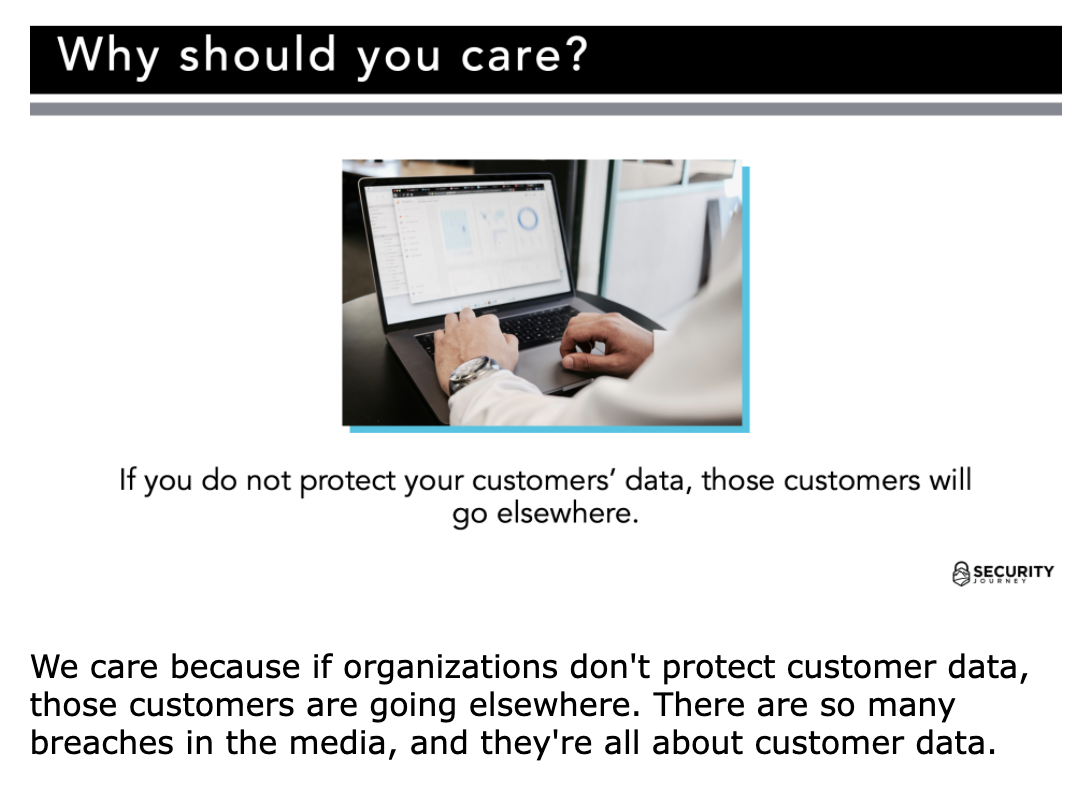 Why should you care?
If you do not protect your customers’ data, those customers will
go elsewhere.
SECURITY
JOURNEY
We care because if organizations don't protect customer data,
those customers are going elsewhere. There are so many
breaches in the media, and they're all about customer data.